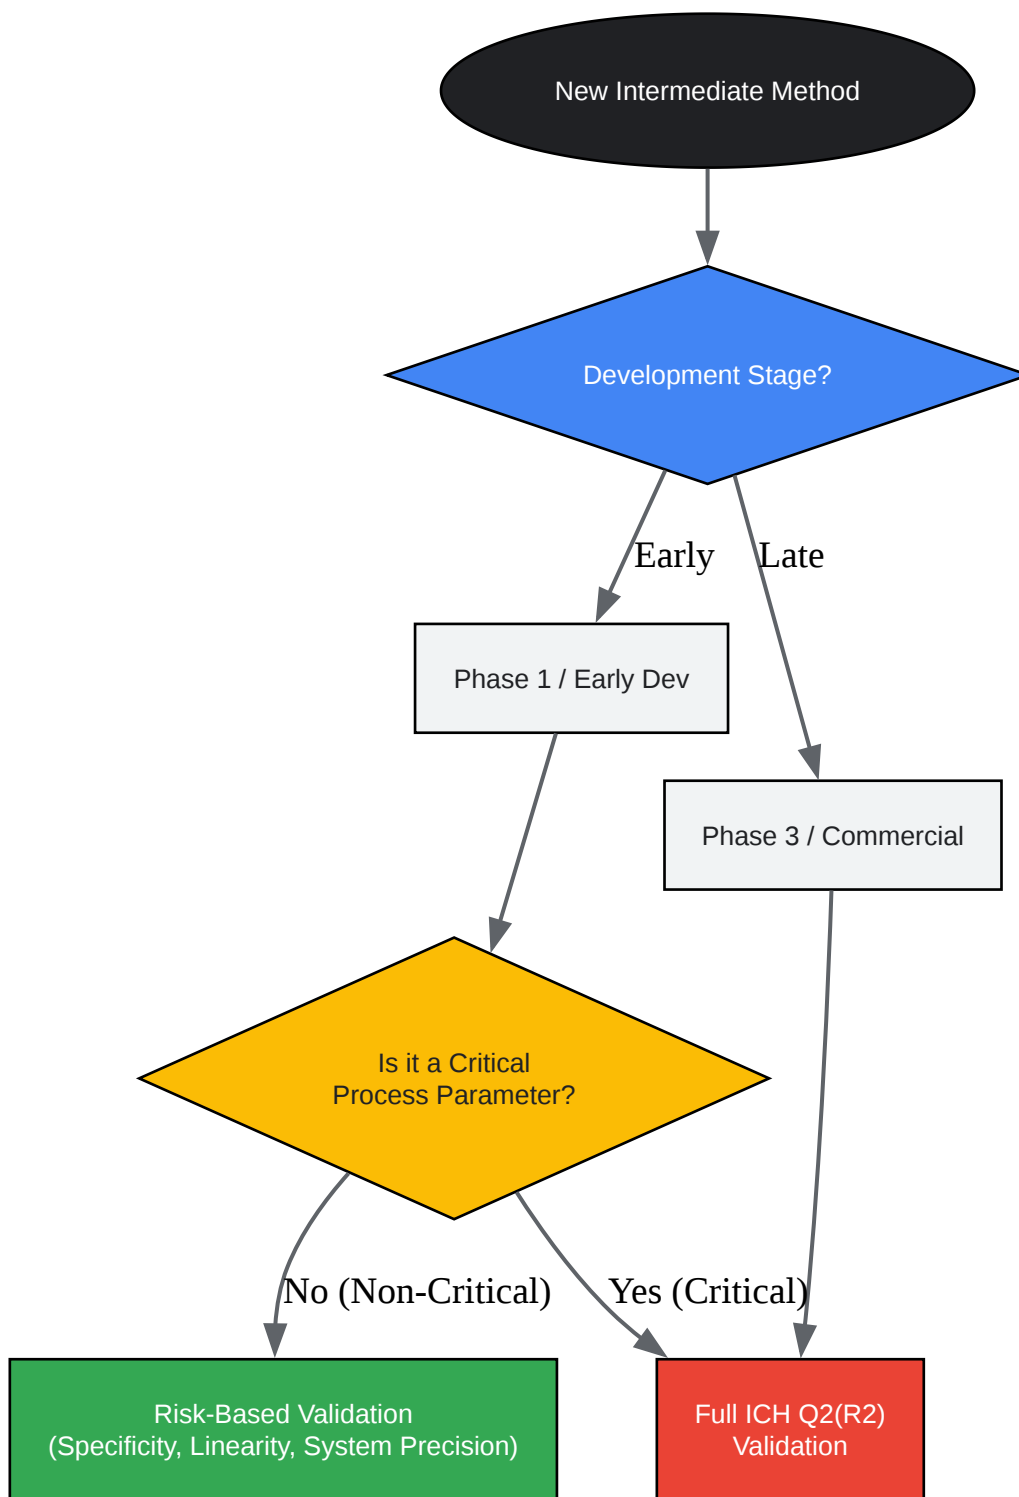 New Intermediate Method
Development Stage?
Early
Late
Phase 1 / Early Dev
Phase 3 / Commercial
Is it a Critical
Process Parameter?
No (Non-Critical)
Yes (Critical)
Risk-Based Validation
(Specificity, Linearity, System Precision)
Full ICH Q2(R2)
Validation